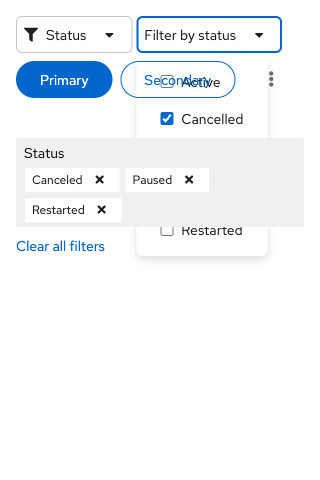 Status Filter by status
Primary Secondary
Active
Cancelled
Status
Canceled Paused
Restarted
Restarted
Clear all filters